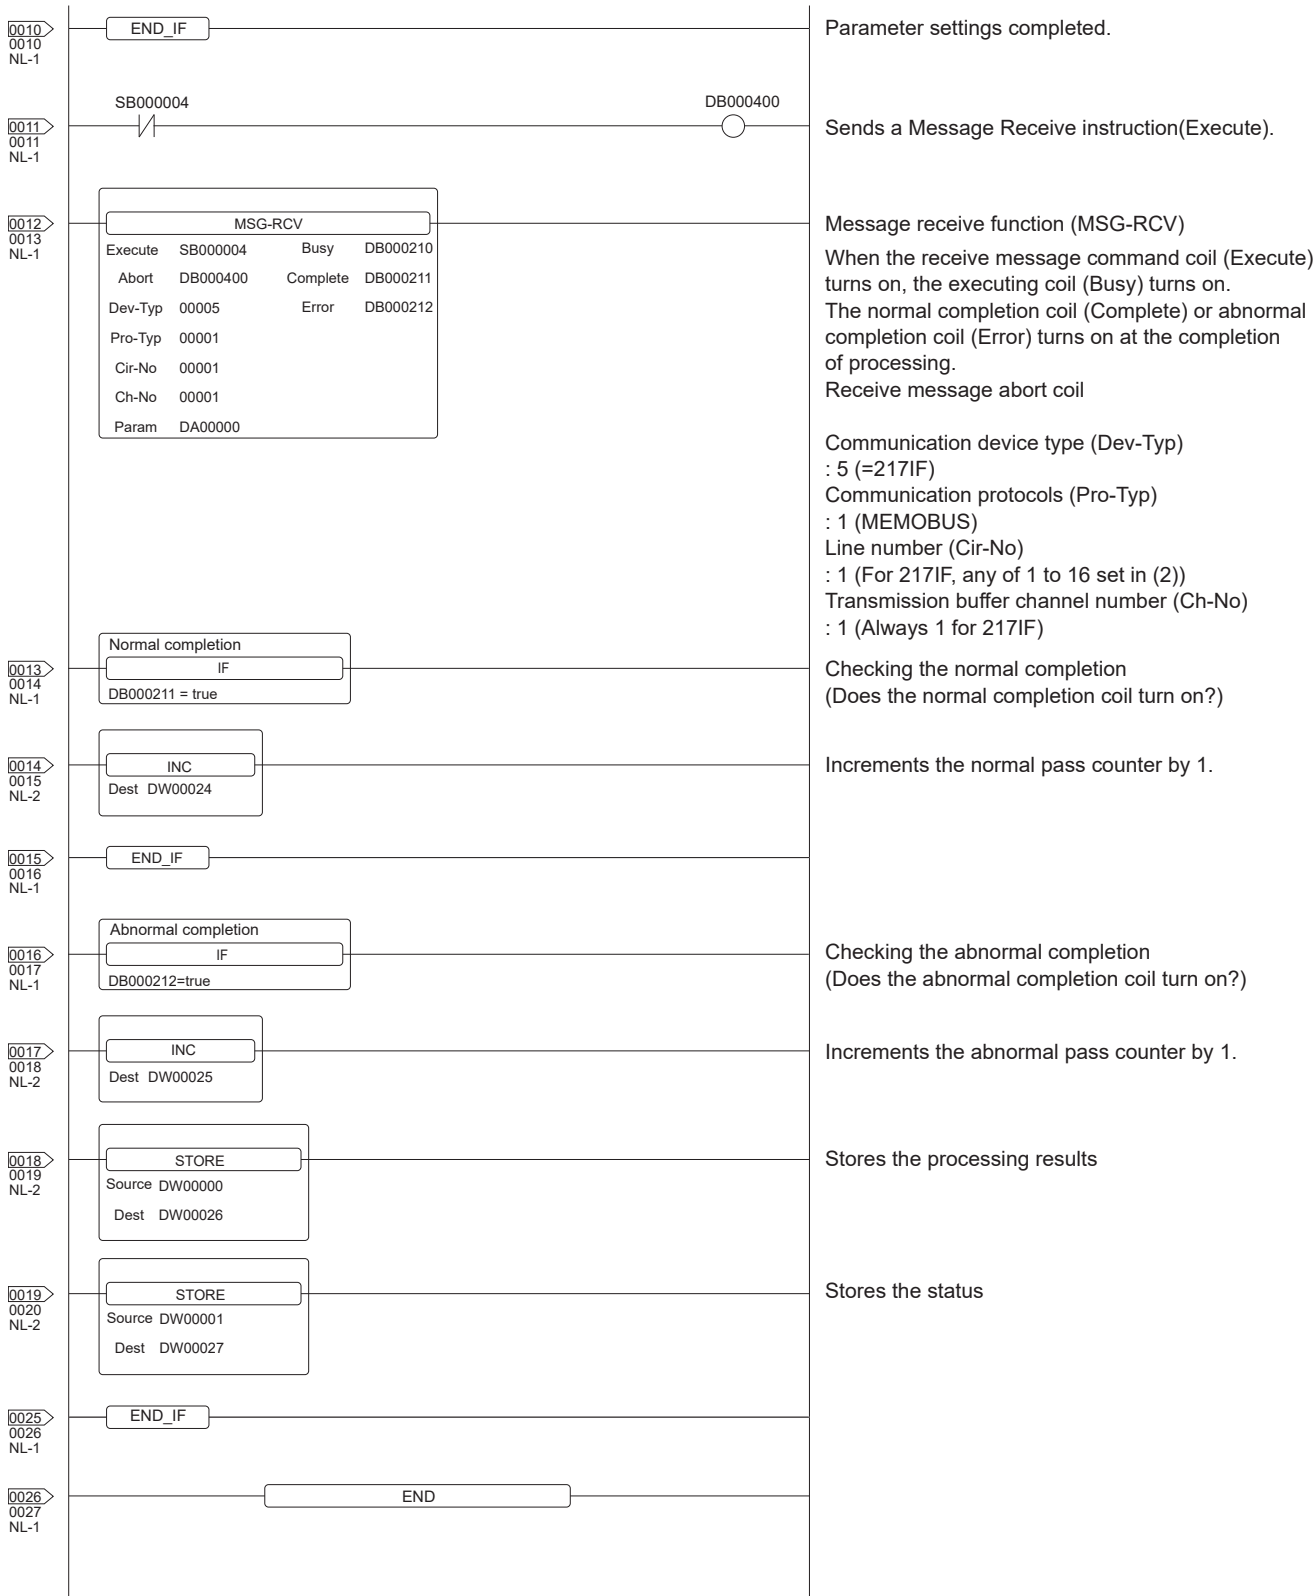 0010
0010
NL-1
END_IF
Parameter settings completed.
SB000004
DB000400
0011
0011
NL-1
Sends a Message Receive instruction(Execute).
0012
0013
NL-1
MSG-RCV
Execute SB000004 Busy DB000210
Abort DB000400 Complete DB000211
Dev-Typ 00005 Error DB000212
Pro-Typ 00001
Cir-No 00001
Ch-No 00001
Param DA00000
Message receive function (MSG-RCV)
When the receive message command coil (Execute)
turns on, the executing coil (Busy) turns on.
The normal completion coil (Complete) or abnormal
completion coil (Error) turns on at the completion
of processing.
Receive message abort coil
Communication device type (Dev-Typ)
: 5 (=217IF)
Communication protocols (Pro-Typ)
: 1 (MEMOBUS)
Line number (Cir-No)
: 1 (For 217IF, any of 1 to 16 set in (2))
Transmission buffer channel number (Ch-No)
: 1 (Always 1 for 217IF)
0013
0014
NL-1
Normal completion
IF
DB000211 = true
Checking the normal completion
(Does the normal completion coil turn on?)
0014
0015
NL-2
INC
Dest DW00024
Increments the normal pass counter by 1.
0015
0016
NL-1
END_IF
0016
0017
NL-1
Abnormal completion
IF
DB000212=true
Checking the abnormal completion
(Does the abnormal completion coil turn on?)
0017
0018
NL-2
INC
Dest DW00025
Increments the abnormal pass counter by 1.
0018
0019
NL-2
STORE
Source DW00000
Dest DW00026
Stores the processing results
0019
0020
NL-2
STORE
Source DW00001
Dest DW00027
Stores the status
0025
0026
NL-1
END_IF
0026
0027
NL-1
END